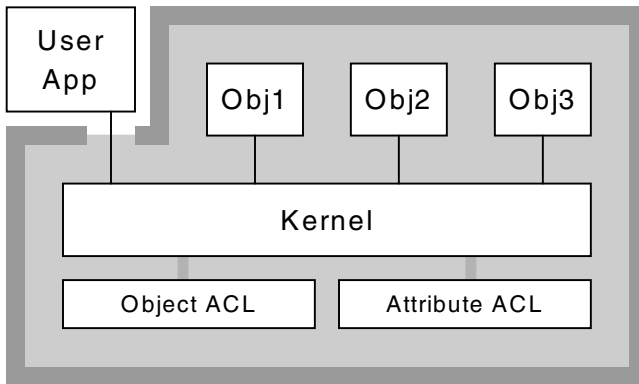 User
App
Obj1
Obj2
Obj3
Kernel
Object ACL
Attribute ACL